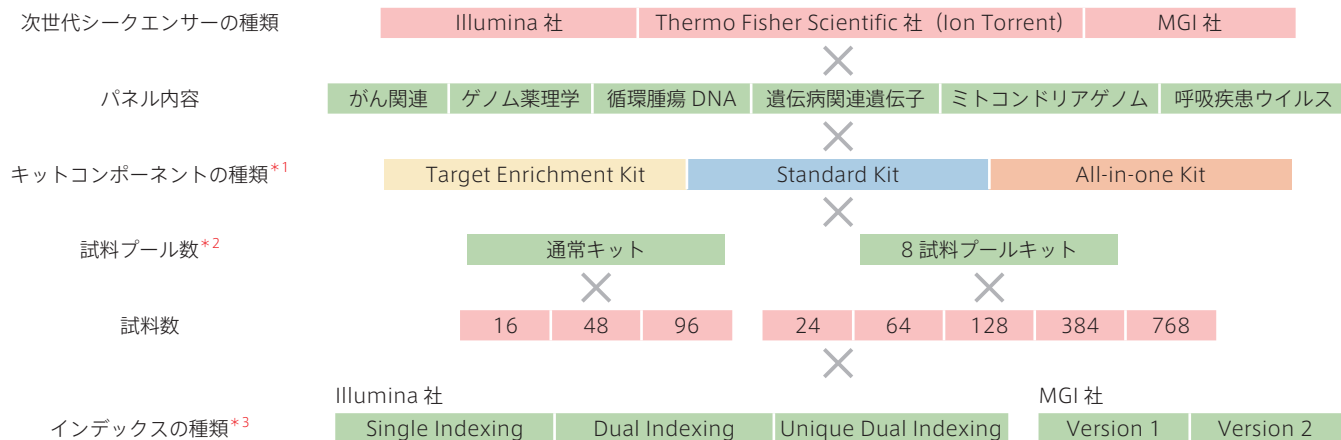 次世代シークエンサーの種類 Illumina 社 Thermo Fisher Scientific 社（Ion Torrent） MGI 社
×
パネル内容 がん関連 ゲノム薬理学 循環腫瘍 DNA 遺伝病関連遺伝子 ミトコンドリアゲノム 呼吸疾患ウイルス
×
キットコンポーネントの種類*1 Target Enrichment Kit Standard Kit All-in-one Kit
×
試料プール数*2 通常キット 8 試料プールキット
× ×
試料数 16 48 96 24 64 128 384 768
×
Illumina 社 MGI 社
インデックスの種類*3 Single Indexing Dual Indexing Unique Dual Indexing Version 1 Version 2